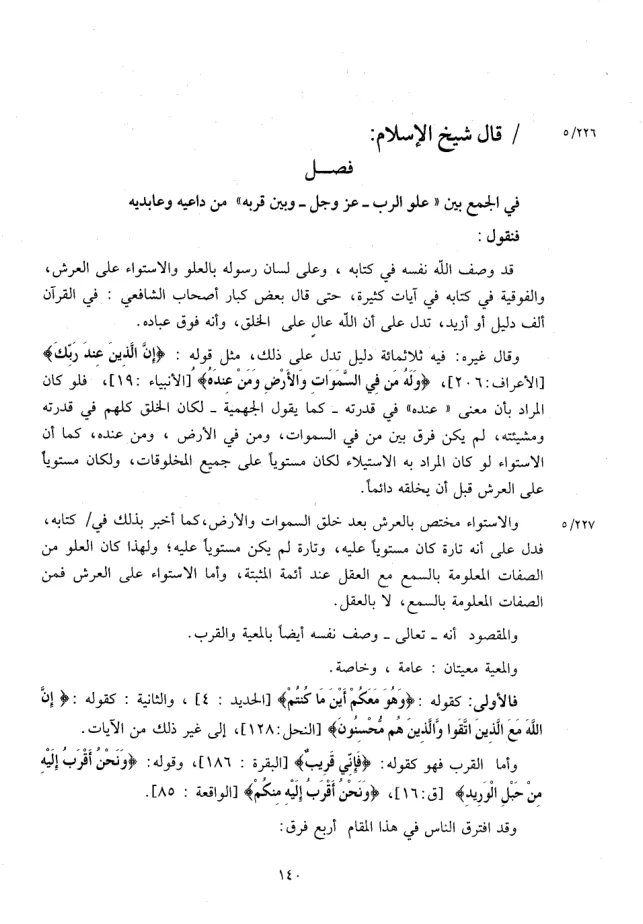 ٥/٢٢٦
/ قال شيخ الإسلام:
فصـــل
في الجمع بين « علو الرب ـ عز وجل ـ وبين قربه» من داعيه وعابديه
فنقول :
قد وصف الله نفسه في كتابه ، وعلى لسان رسوله بالعلو والاستواء على العرش،
والفوقية في كتابه في آيات كثيرة، حتى قال بعض كبار أصحاب الشافعي : في القرآن
ألف دليل أو أزيد، تدل على أن الله عال على الخلق، وأنه فوق عباده.
وقال غيره: فيه ثلاثمائة دليل تدل على ذلك، مثل قوله : ﴿إِنَّ الَّذِينَ عِندَ رَبِّكَ﴾
[الأعراف:٢٠٦]، ﴿وَلَهُ مَن فِي السَّمَوَاتِ وَالأَرْضِ وَمَنْ عِندَهُ﴾ [الأنبياء :١٩]، فلو كان
المراد بأن معنى « عنده» في قدرته ـ كما يقول الجهمية ـ لكان الخلق كلهم في قدرته
ومشيئته، لم يكن فرق بين من في السموات، ومن في الأرض ، ومن عنده، كما أن
الاستواء لو كان المراد به الاستيلاء لكان مستوياً على جميع المخلوقات، ولكان مستوياً
على العرش قبل أن يخلقه دائماً.
٥/٢٢٧
والاستواء مختص بالعرش بعد خلق السموات والأرض،كما أخبر بذلك في/ كتابه،
فدل على أنه تارة كان مستوياً عليه، وتارة لم يكن مستوياً عليه؛ ولهذا كان العلو من
الصفات المعلومة بالسمع مع العقل عند أئمة المثبتة، وأما الاستواء على العرش فمن
الصفات المعلومة بالسمع، لا بالعقل.
والمقصود أنه ـ تعالى ـ وصف نفسه أيضاً بالمعية والقرب.
والمعية معيتان : عامة ، وخاصة.
فالأولى: كقوله :﴿وَهُوَ مَعَكُمْ أَيْنَ مَا كُنتُمْ﴾ [الحديد : ٤] ، والثانية : كقوله :﴿ إِنَّ
اللَّهَ مَعَ الَّذِينَ اتَّقَوا وَّالَّذِينَ هُم مُّحْسِنُونَ﴾ [النحل:١٢٨]، إلى غير ذلك من الآيات.
وأما القرب فهو كقوله: ﴿فَإِنِّي قَرِيبٌ﴾ [البقرة : ١٨٦]، وقوله: ﴿وَنَحْنُ أَقْرَبُ إِلَيْهِ
مِنْ حَبْلِ الْوَرِيدِ﴾ [ق:١٦]، ﴿وَنَحْنُ أَقْرَبُ إِلَيْهِ مِنكُمْ﴾ [الواقعة : ٨٥].
وقد افترق الناس في هذا المقام أربع فرق:
١٤٠